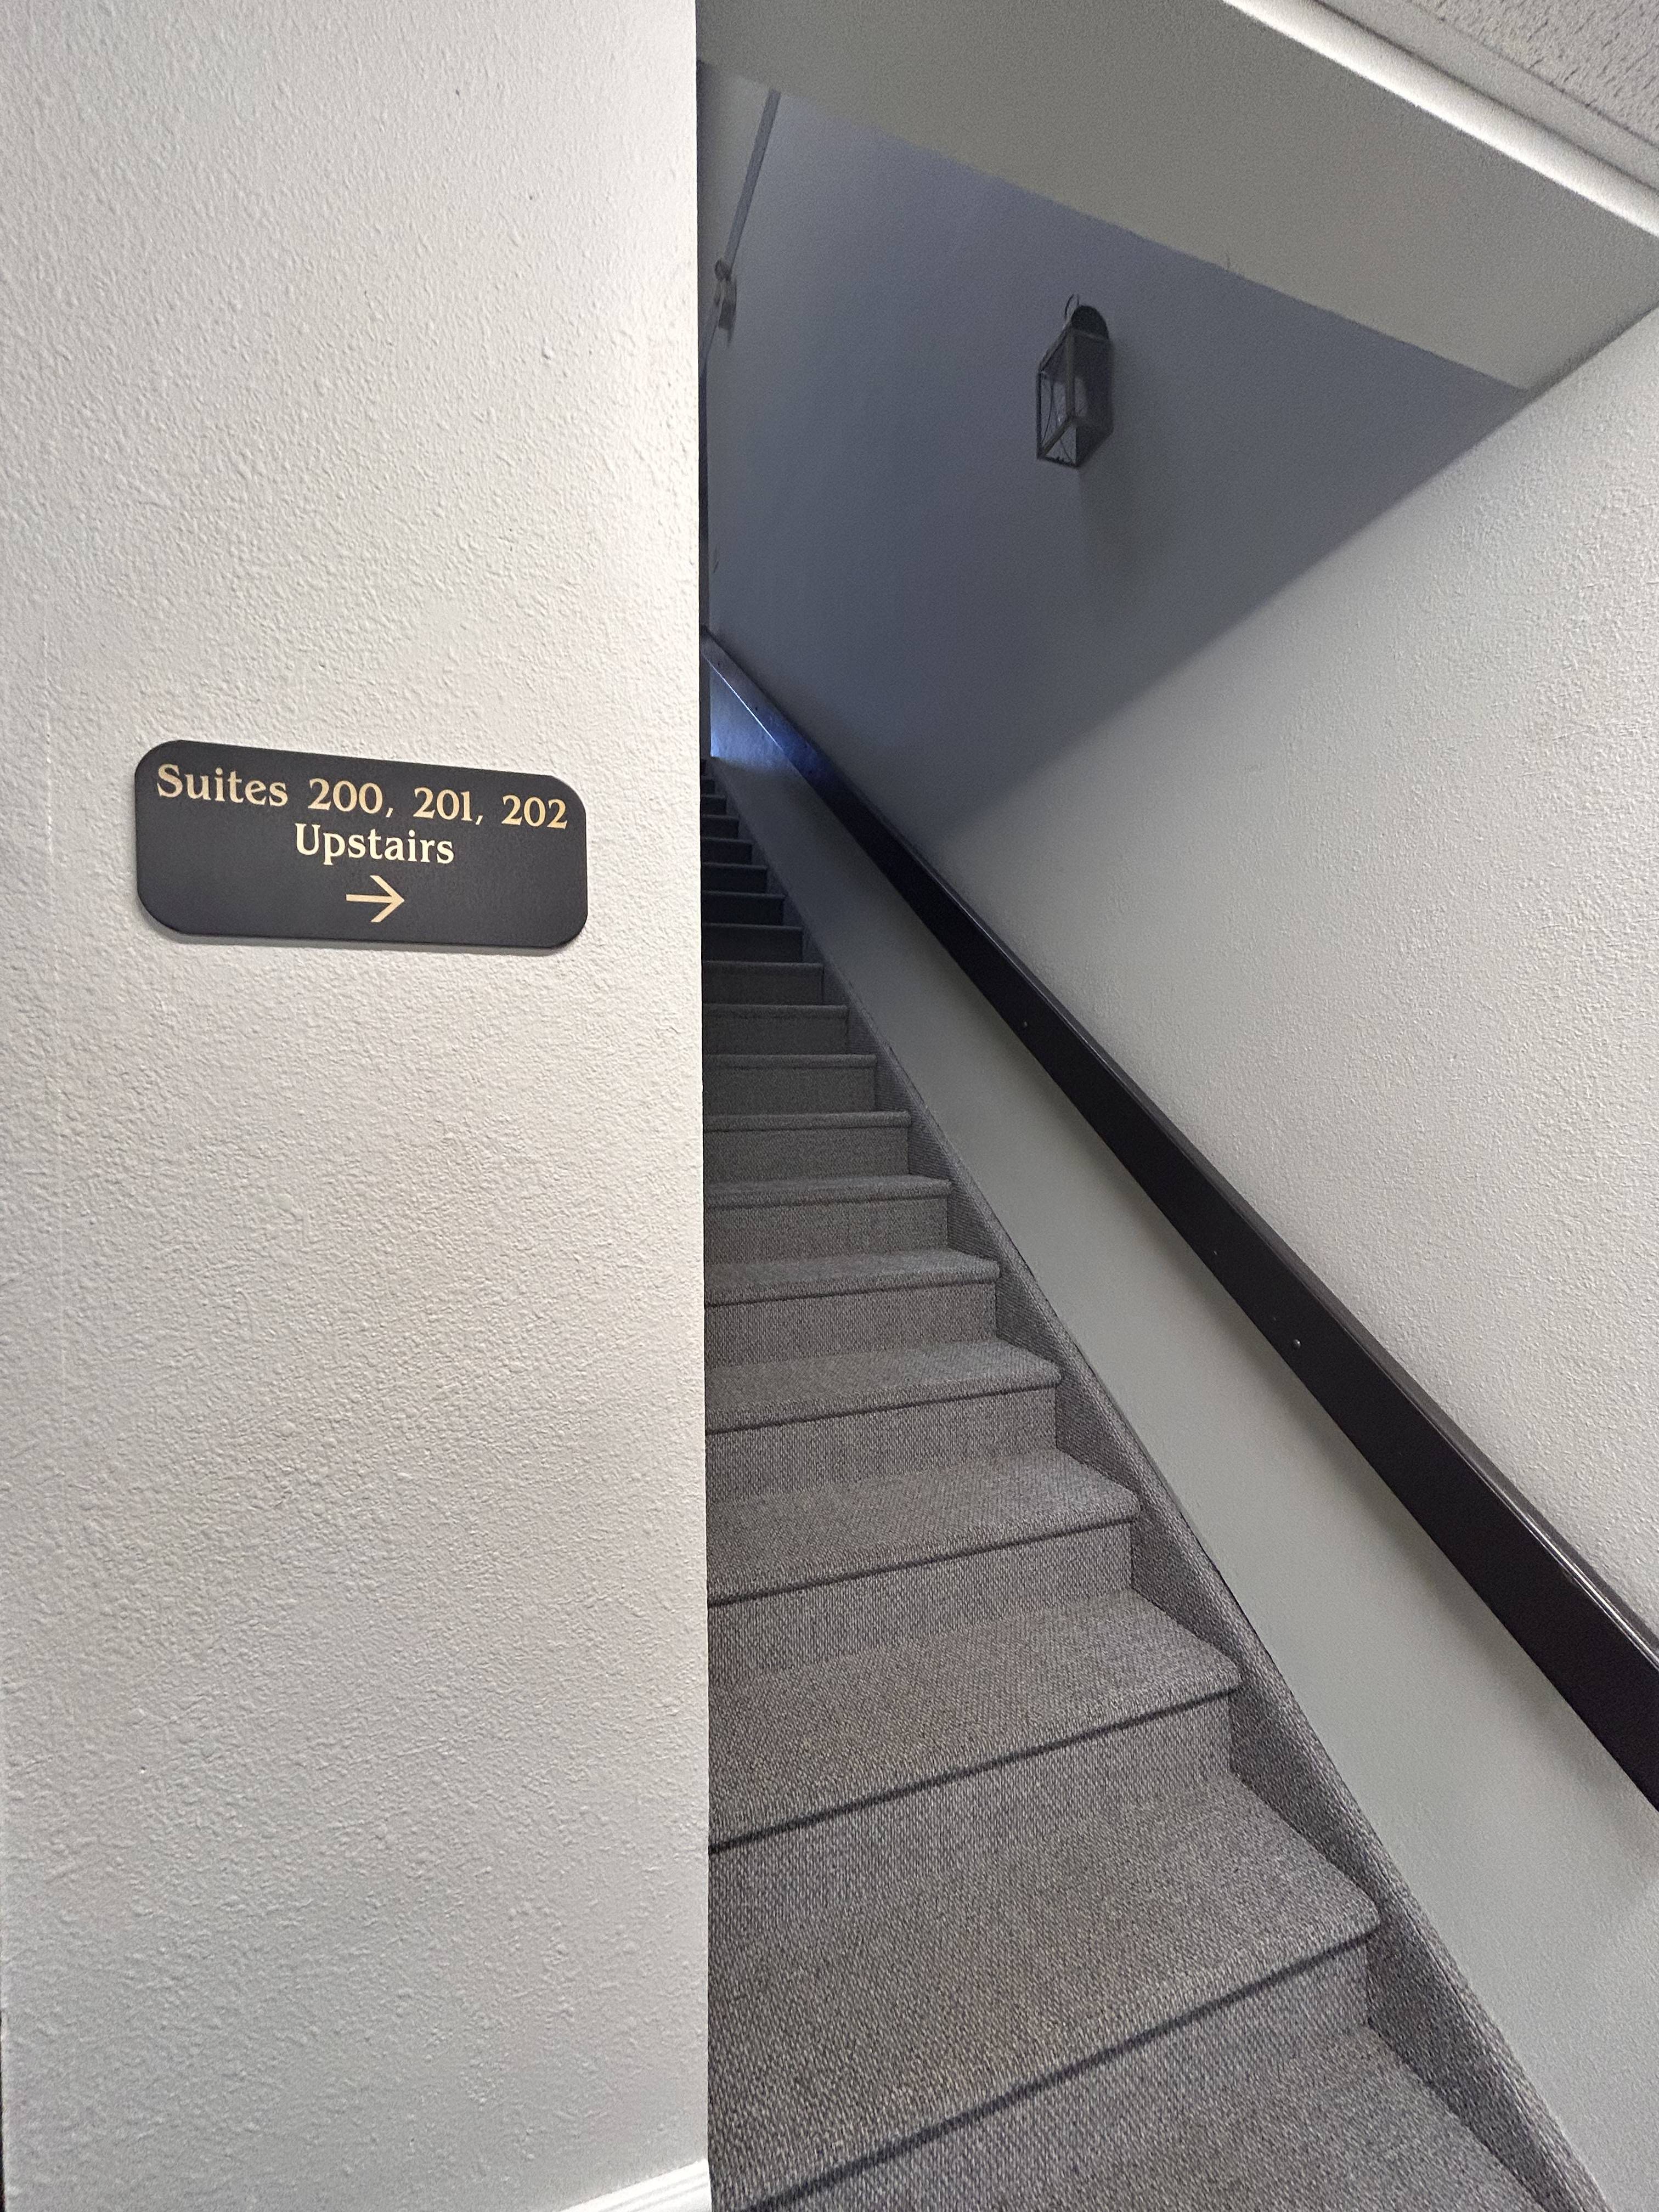 Suites 200, 201, 202
Upstairs
→